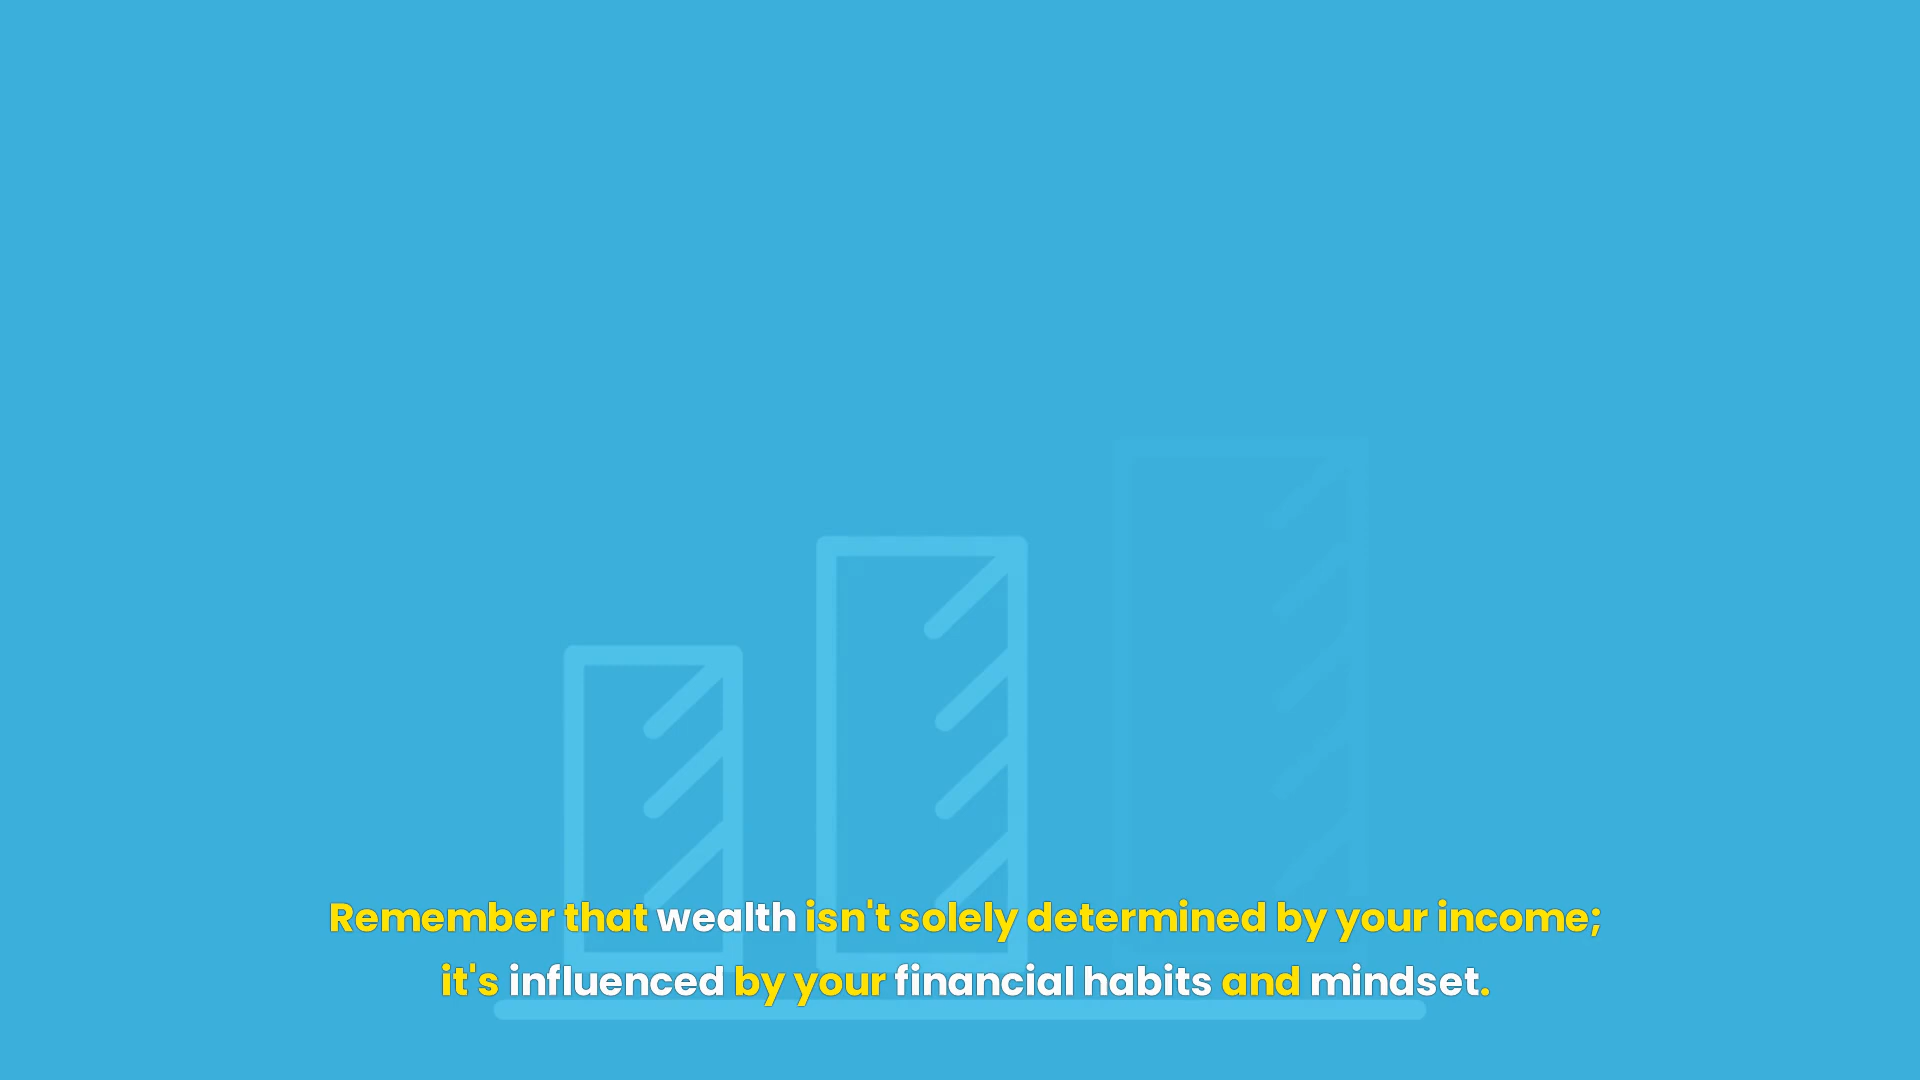 Remember that wealth isn't solely determined by your income;
it's influenced by your financial habits and mindset.